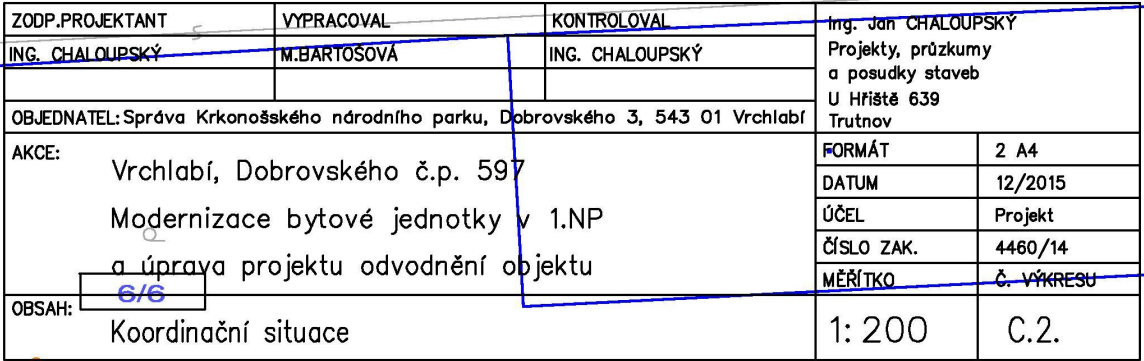 ZODP.PROJEKTANT VYPRACOVAL KONTROLOVAL
ING. CHALOUPSKÝ M.BARTOŠOVÁ ING. CHALOUPSKÝ
Ing. Jan CHALOUPSKÝ
Projekty, průzkumy
a posudky staveb
U Hřiště 639
Trutnov
OBJEDNATEL: Správa Krkonošského národního parku, Dobrovského 3, 543 01 Vrchlabí
AKCE:
Vrchlabí, Dobrovského č.p. 597
Modernizace bytové jednotky v 1.NP
a úprava projektu odvodnění objektu
FORMÁT 2 A4
DATUM 12/2015
ÚČEL Projekt
ČÍSLO ZAK. 4460/14
MĚŘÍTKO Č. VÝKRESU
1:200 C.2.
6/6
OBSAH:
Koordinační situace